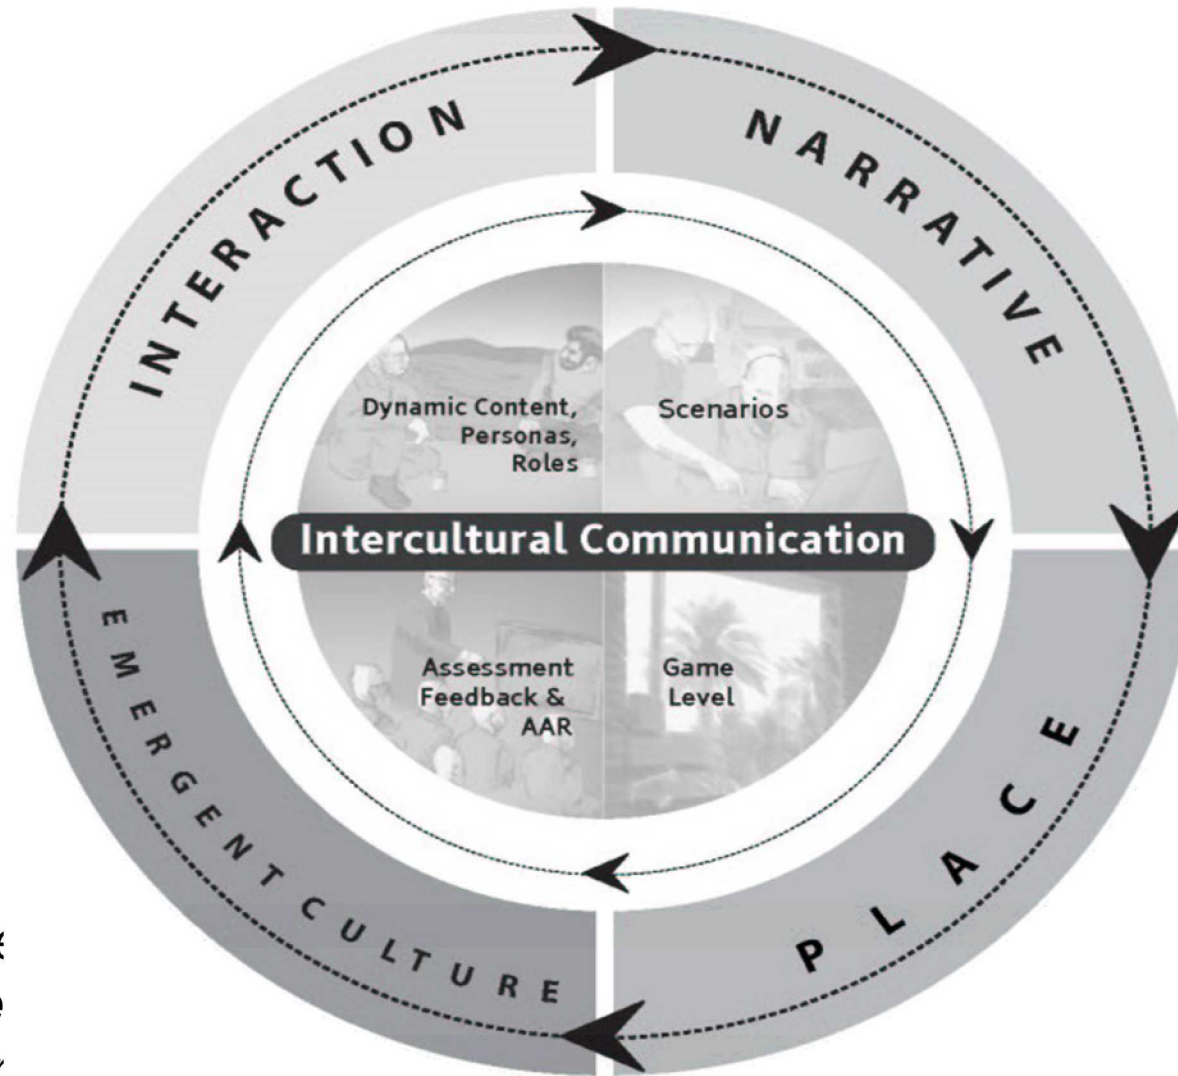 INTERACTION
NARRATIVE
Dynamic Content,
Personas,
Roles
Scenarios
Intercultural Communication
Assessment
Feedback &
AAR
Game
Level
EMERGENT CULTURE
PLACE